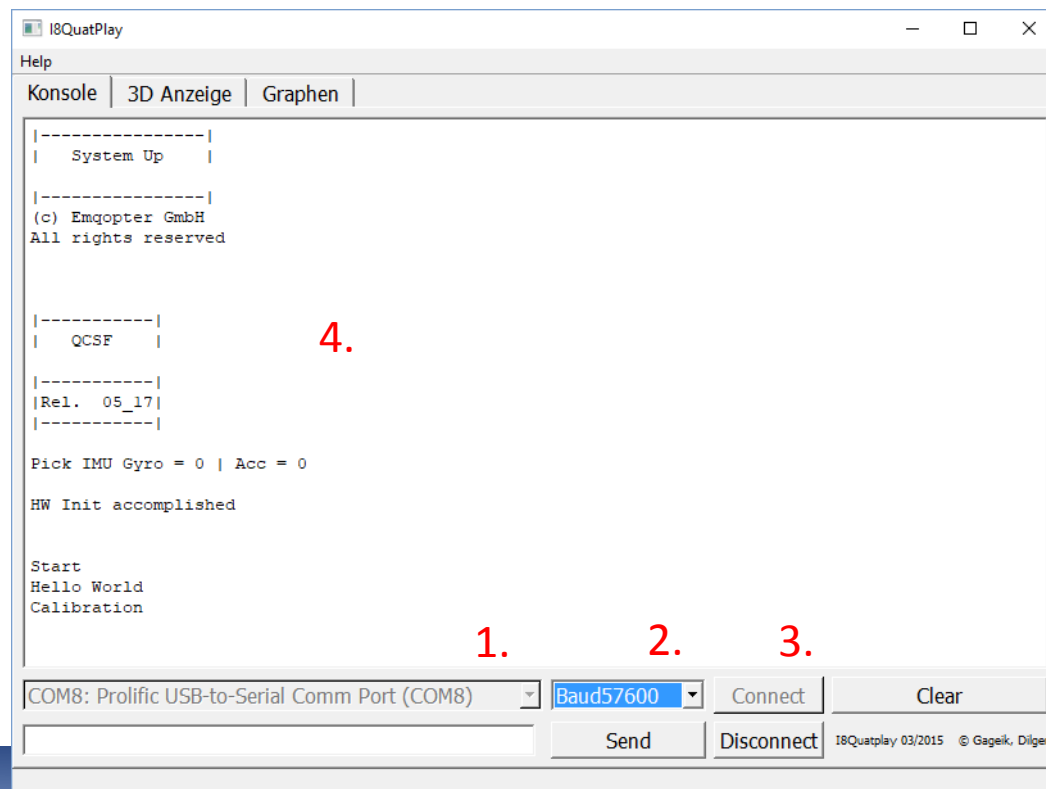 I8QuatPlay
Help
Konsole 3D Anzeige Graphen
|----------------|
|   System Up    |
|----------------|
(c) Emqopter GmbH
All rights reserved
|-----------|
|   QCSF    |
4.
|-----------|
|Rel.  05_17|
|-----------|
Pick IMU Gyro = 0 | Acc = 0
HW Init accomplished
Start
Hello World
Calibration
1. 2. 3.
COM8: Prolific USB-to-Serial Comm Port (COM8) Baud57600 Connect Clear
Send Disconnect I8Quatplay 03/2015 © Gageik,